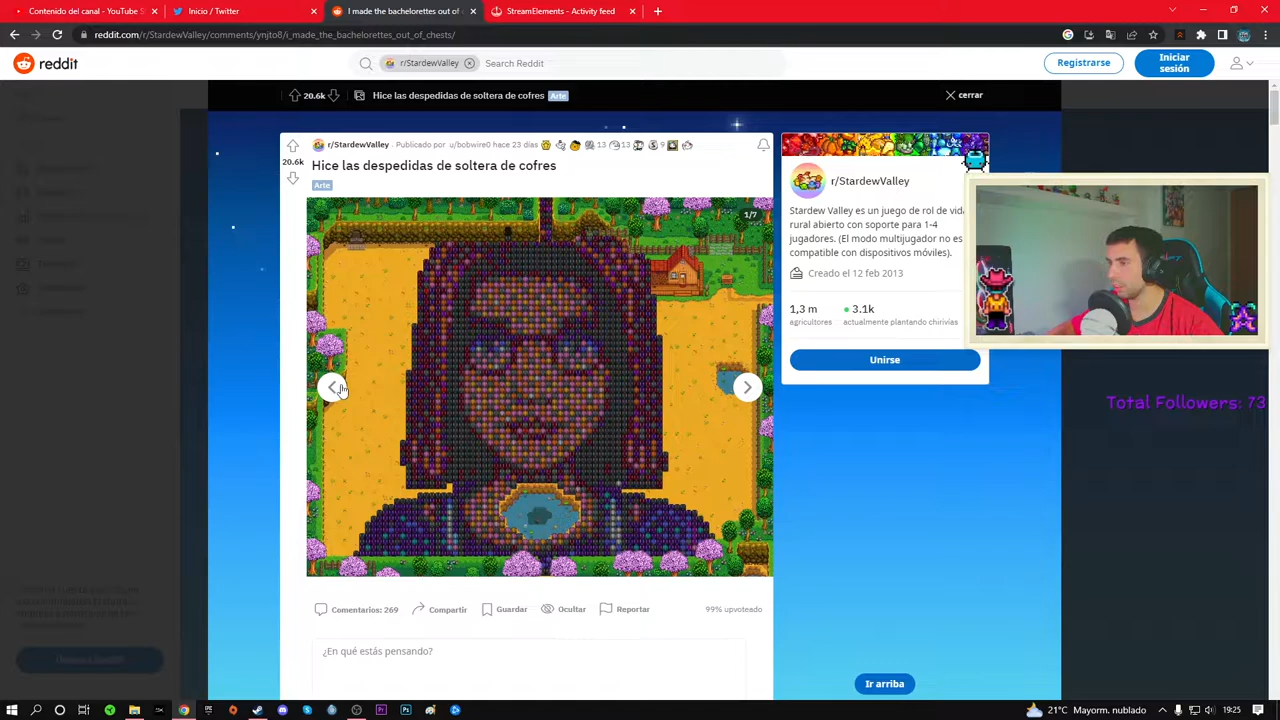 Contenido del canal - YouTube S
Inicio / Twitter
I made the bachelorettes out of
StreamElements - Activity feed
reddit.com/r/StardewValley/comments/ynjto8/i_made_the_bachelorettes_out_of_chests/
reddit
r/StardewValley
Search Reddit
Registrarse
Iniciar
sesión
20.6k
Hice las despedidas de soltera de cofres
Arte
cerrar
20.6k
r/StardewValley · Publicado por u/bobwire0 hace 23 días
13
13
9
Hice las despedidas de soltera de cofres
Arte
1/7
r/StardewValley
Stardew Valley es un juego de rol de vida
rural abierto con soporte para 1-4
jugadores. (El modo multijugador no es
compatible con dispositivos móviles).
Creado el 12 feb 2013
1,3 m
agricultores
3.1k
actualmente plantando chirivías
Unirse
Total Followers: 73
Comentarios: 269
Compartir
Guardar
Ocultar
Reportar
99% upvoteado
¿En qué estás pensando?
Ir arriba
21°C Mayorm. nublado
19:25